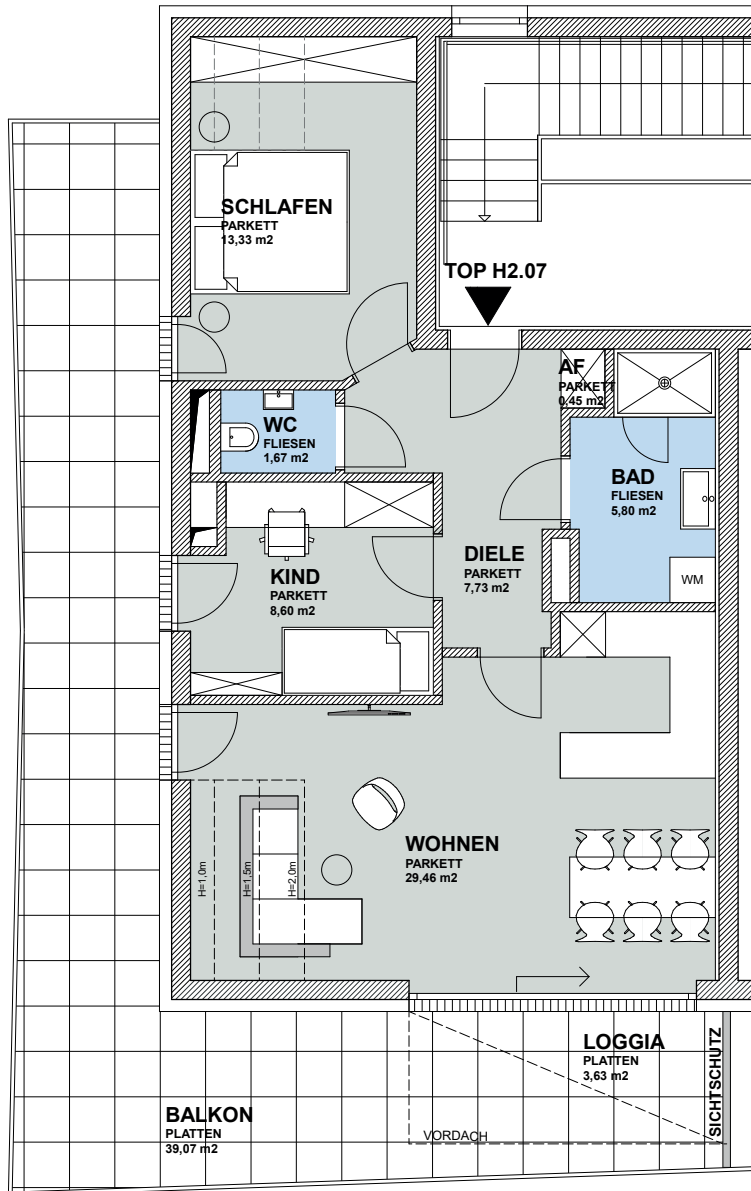 SCHLAFEN
PARKETT
13,33 m2
TOP H2.07
AF
PARKETT
0,45 m2
WC
FLIESEN
1,67 m2
BAD
FLIESEN
5,80 m2
DIELE
PARKETT
7,73 m2
KIND
PARKETT
8,60 m2
WM
WOHNEN
PARKETT
29,46 m2
H=1,0m
H=1,5m
H=2,0m
LOGGIA
PLATTEN
3,63 m2
SICHTSCHUTZ
BALKON
PLATTEN
39,07 m2
VORDACH